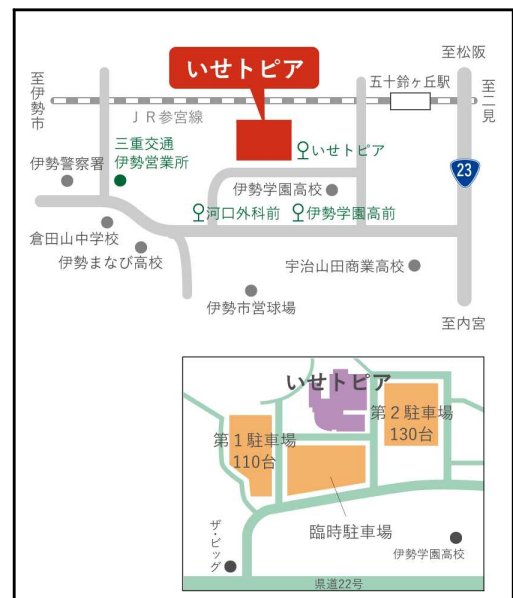 至松阪
いせトピア
五十鈴ヶ丘駅
至伊勢市
至二見
JR参宮線
三重交通
伊勢営業所
いせトピア
伊勢警察署
23
伊勢学園高校
河口外科前
伊勢学園高前
倉田山中学校
伊勢まなび高校
宇治山田商業高校
伊勢市営球場
至内宮
いせトピア
第2駐車場
130台
第1駐車場
110台
臨時駐車場
ザ・ビッグ
伊勢学園高校
県道22号